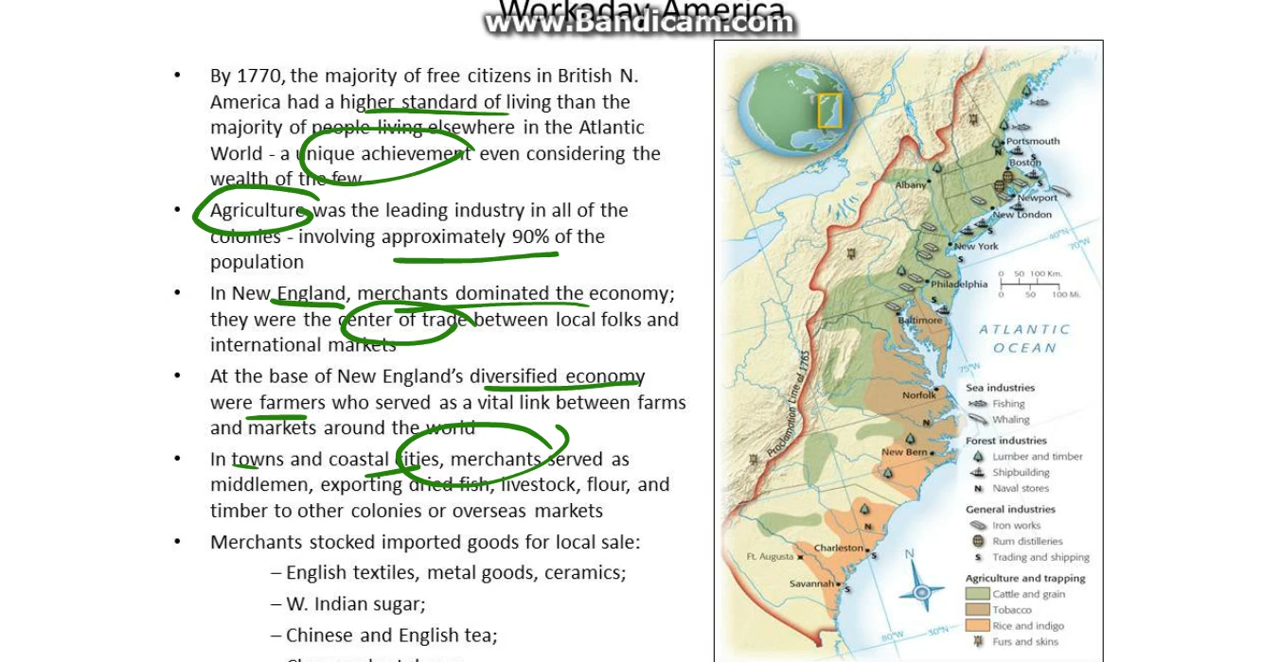 Workaday America
www.Bandicam.com
• By 1770, the majority of free citizens in British N.
America had a higher standard of living than the
majority of people living elsewhere in the Atlantic
World - a unique achievement even considering the
wealth of the few
• Agriculture was the leading industry in all of the
colonies - involving approximately 90% of the
population
• In New England, merchants dominated the economy;
they were the center of trade between local folks and
international markets
• At the base of New England’s diversified economy
were farmers who served as a vital link between farms
and markets around the world
• In towns and coastal cities, merchants served as
middlemen, exporting dried fish, livestock, flour, and
timber to other colonies or overseas markets
• Merchants stocked imported goods for local sale:
– English textiles, metal goods, ceramics;
– W. Indian sugar;
– Chinese and English tea;
45°N
Portsmouth
Boston
Albany
Newport
New London
40°N
70°W
New York
0 50 100 Km.
0 50 100 Mi.
Philadelphia
Baltimore
ATLANTIC
OCEAN
75°W
Proclamation Line of 1763
Norfolk
New Bern
Charleston
Ft. Augusta
Savannah
N
80°W
30°N
Sea industries
Fishing
Whaling
Forest industries
Lumber and timber
Shipbuilding
N Naval stores
General industries
Iron works
Rum distilleries
S Trading and shipping
Agriculture and trapping
Cattle and grain
Tobacco
Rice and indigo
Furs and skins